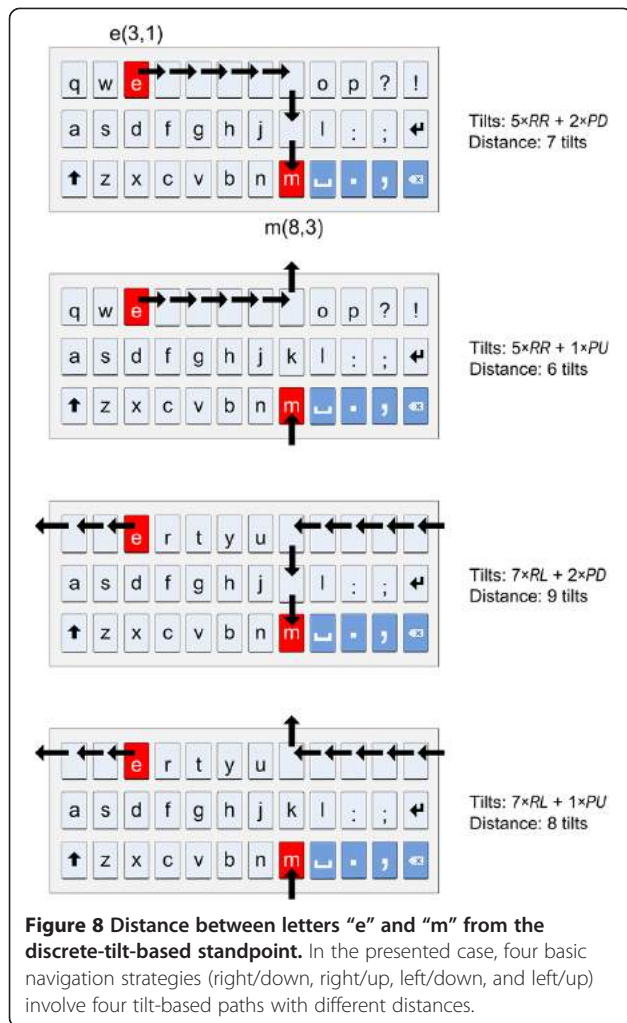 e(3,1)
q w e o p ? !
a s d f g h j l : ; ↵
⬆ z x c v b n m ␣ . , ⌫
Tilts: 5×RR + 2×PD
Distance: 7 tilts
m(8,3)
q w e o p ? !
a s d f g h j k l : ; ↵
⬆ z x c v b n m ␣ . , ⌫
Tilts: 5×RR + 1×PU
Distance: 6 tilts
e r t y u
a s d f g h j l : ; ↵
⬆ z x c v b n m ␣ . , ⌫
Tilts: 7×RL + 2×PD
Distance: 9 tilts
e r t y u
a s d f g h j k l : ; ↵
⬆ z x c v b n m ␣ . , ⌫
Tilts: 7×RL + 1×PU
Distance: 8 tilts
Figure 8 Distance between letters “e” and “m” from the
discrete-tilt-based standpoint. In the presented case, four basic
navigation strategies (right/down, right/up, left/down, and left/up)
involve four tilt-based paths with different distances.